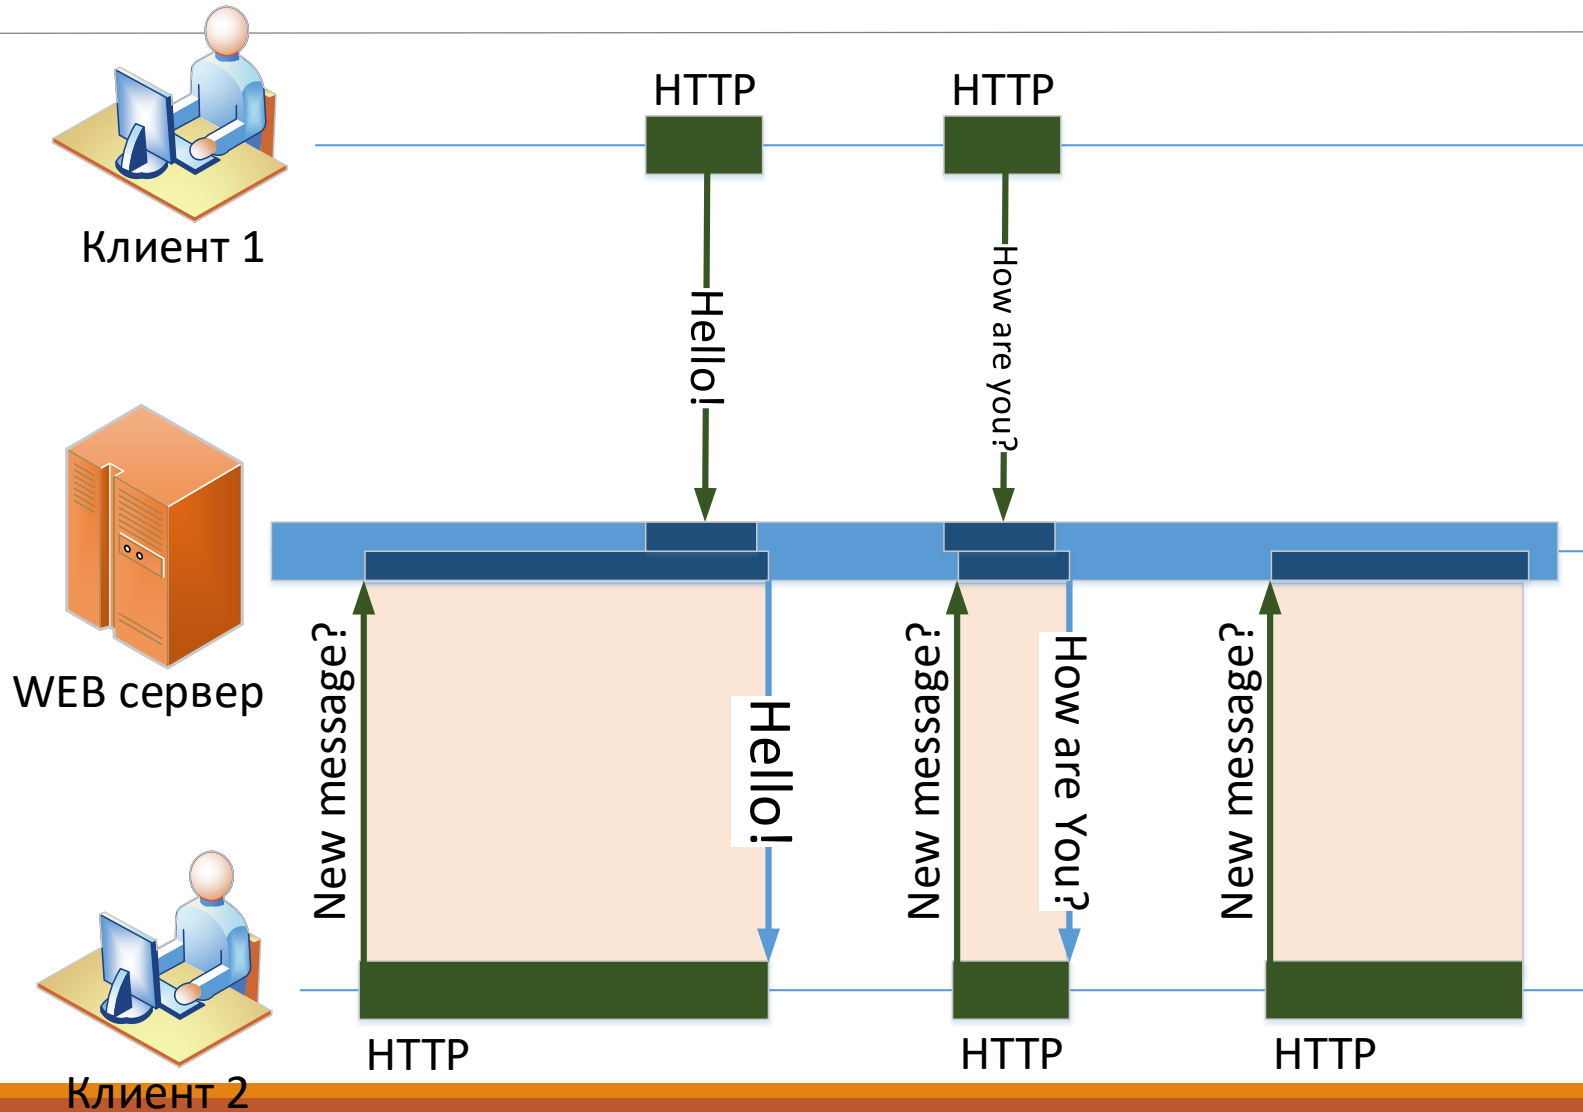 HTTP
HTTP
Клиент 1
Hello!
How are you?
WEB сервер
New message?
Hello!
New message?
How are You?
New message?
HTTP
HTTP
HTTP
Клиент 2